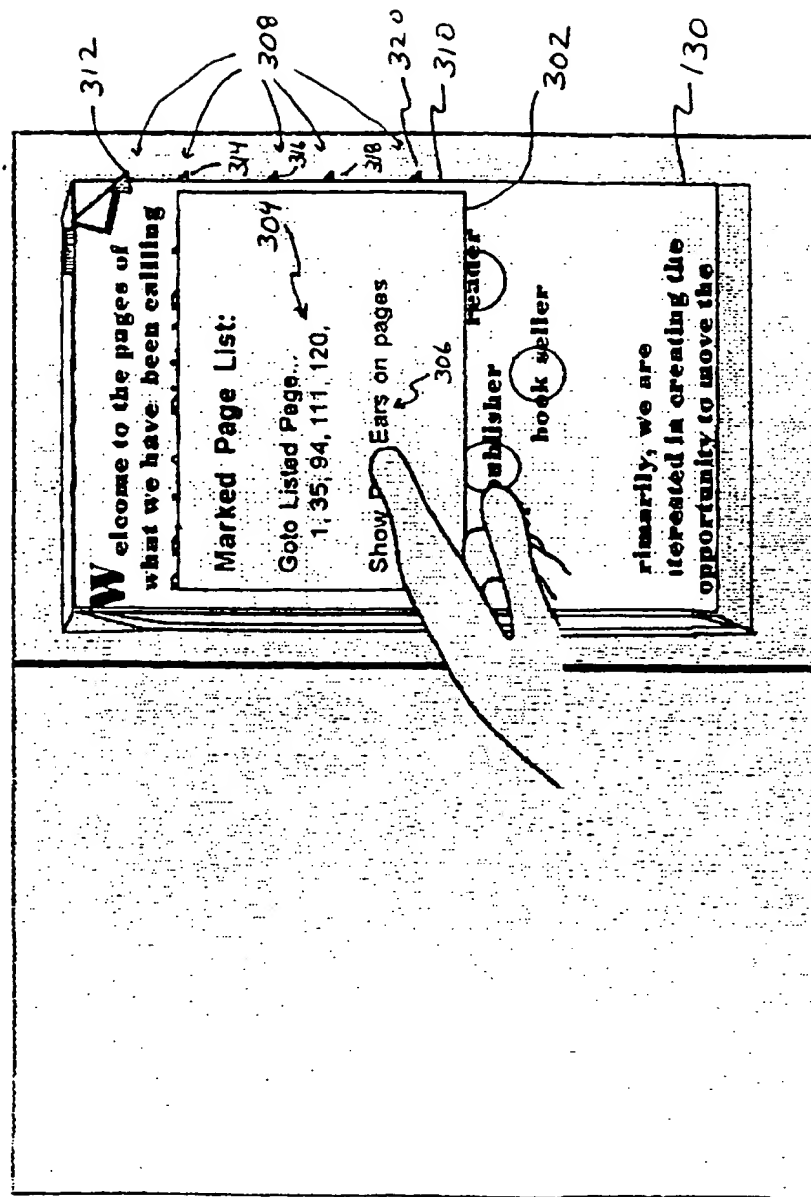 312
308
320
310
302
130
314
316
318
Welcome to the pages of
what we have been callling
Marked Page List:
304
Goto Listed Page...
1, 35, 94, 111, 120,
Show Ears on pages
306
reader
publisher
book seller
rimarily, we are
iterested in creating the
opportunity to move the